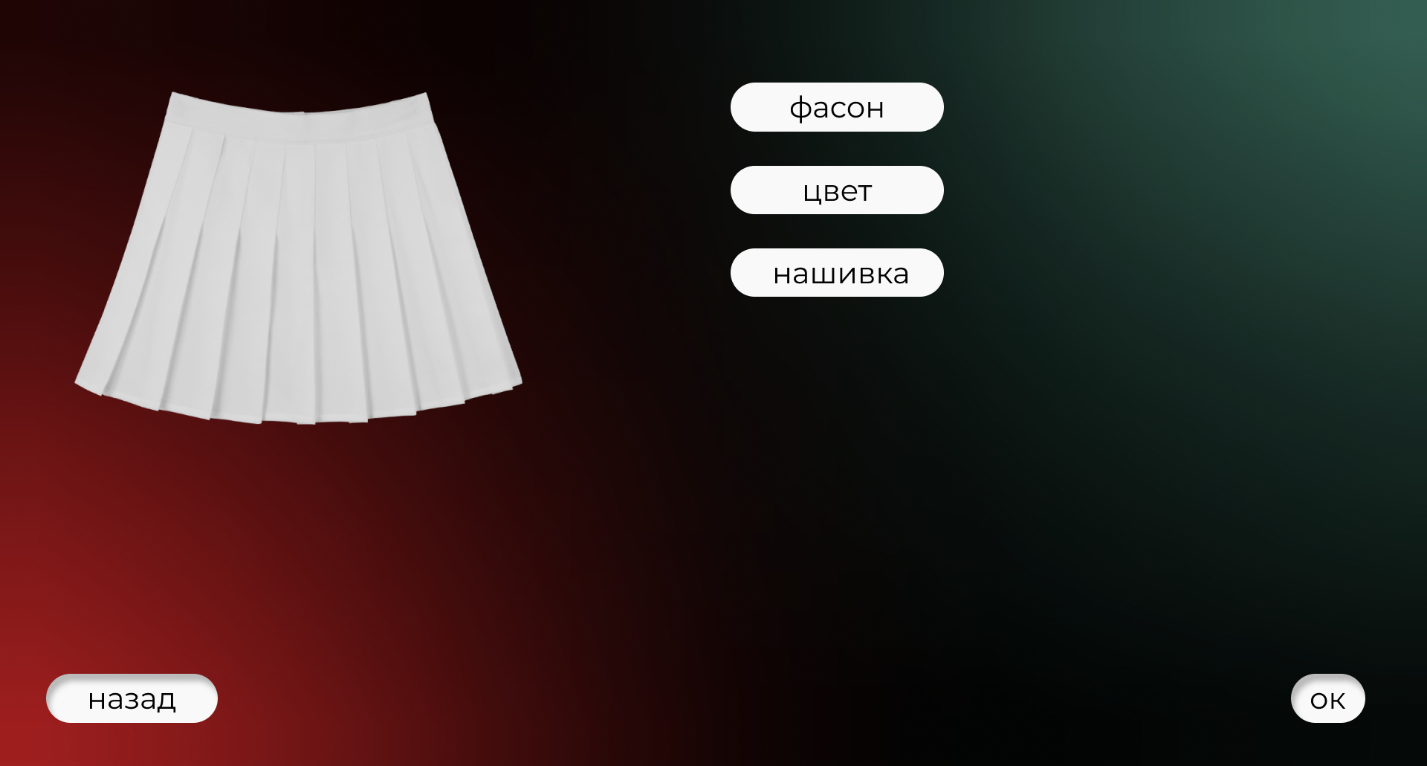 фасон
цвет
нашивка
назад
ок